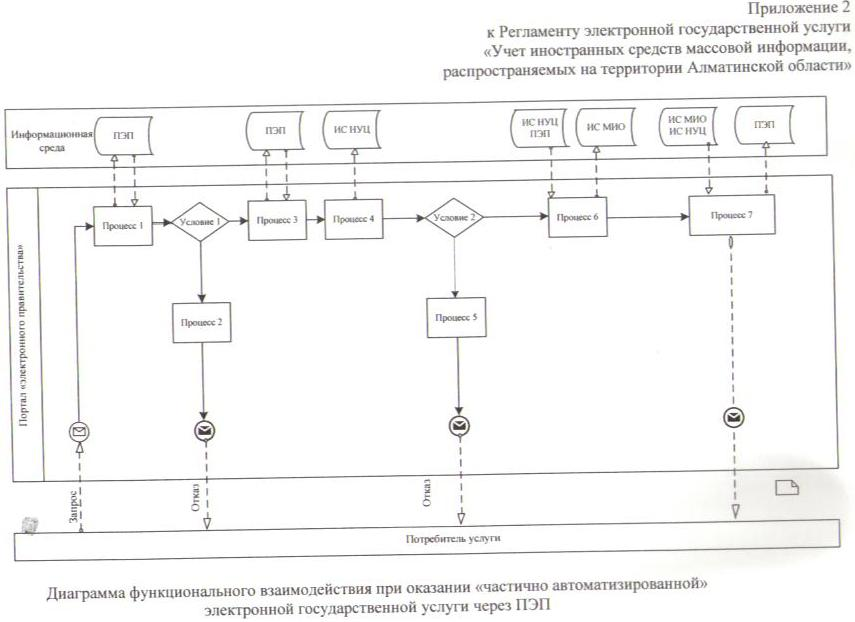 Приложение 2
к Регламенту электронной государственной услуги
«Учет иностранных средств массовой информации,
распространяемых на территории Алматинской области»
Информационная
среда
ПЭП
ПЭП
ИС НУЦ
ИС НУЦ
ПЭП
ИС МИО
ИС МИО
ИС НУЦ
ПЭП
Портал «электронного правительства»
Процесс 1
Условие 1
Процесс 3
Процесс 4
Условие 2
Процесс 6
Процесс 7
Процесс 2
Процесс 5
Запрос
Отказ
Отказ
Потребитель услуги
Диаграмма функционального взаимодействия при оказании «частично автоматизированной»
электронной государственной услуги через ПЭП